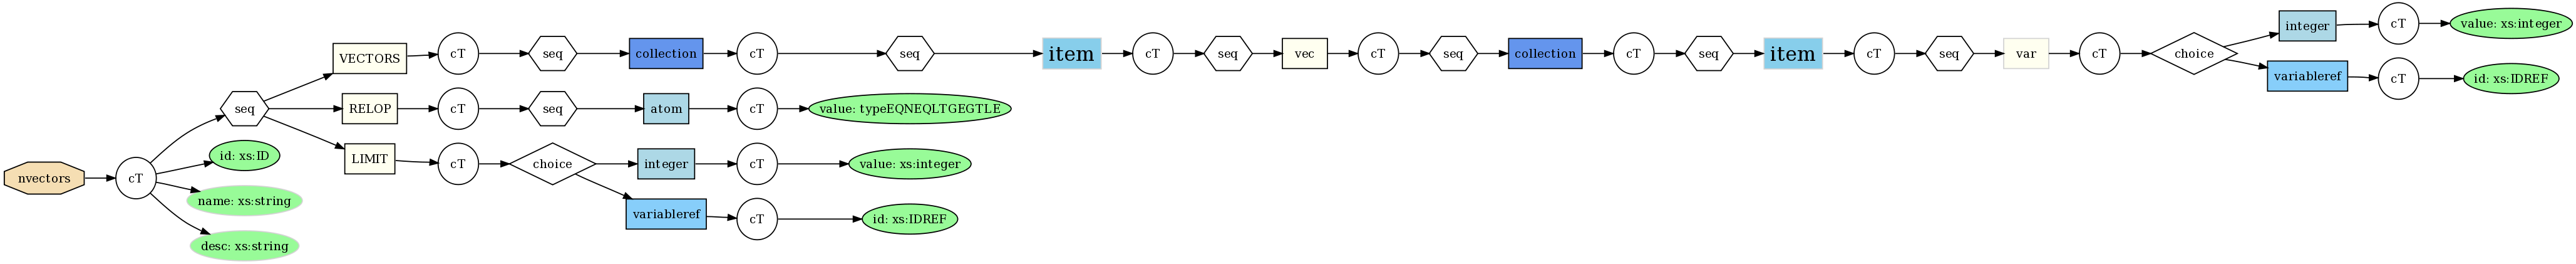 nvectors
cT
seq
id: xs:ID
name: xs:string
desc: xs:string
VECTORS
cT
seq
collection
cT
seq
item
cT
seq
vec
cT
seq
collection
cT
seq
item
cT
seq
var
cT
choice
integer
cT
value: xs:integer
variableref
cT
id: xs:IDREF
RELOP
cT
seq
atom
cT
value: typeEQNEQLTGEGTLE
LIMIT
cT
choice
integer
cT
value: xs:integer
variableref
cT
id: xs:IDREF